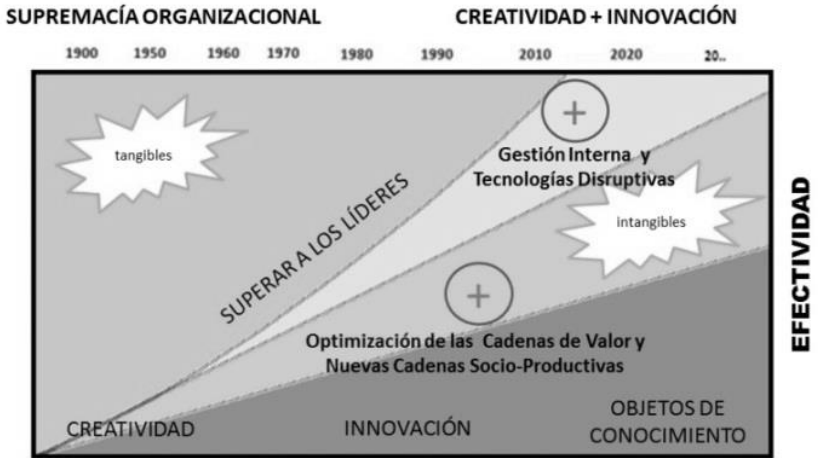 SUPREMACÍA ORGANIZACIONAL
CREATIVIDAD + INNOVACIÓN
1900 1950 1960 1970 1980 1990 2010 2020 20..
tangibles
+
Gestión Interna y
Tecnologías Disruptivas
SUPERAR A LOS LÍDERES
intangibles
+
Optimización de las Cadenas de Valor y
Nuevas Cadenas Socio-Productivas
CREATIVIDAD
INNOVACIÓN
OBJETOS DE
CONOCIMIENTO
EFECTIVIDAD